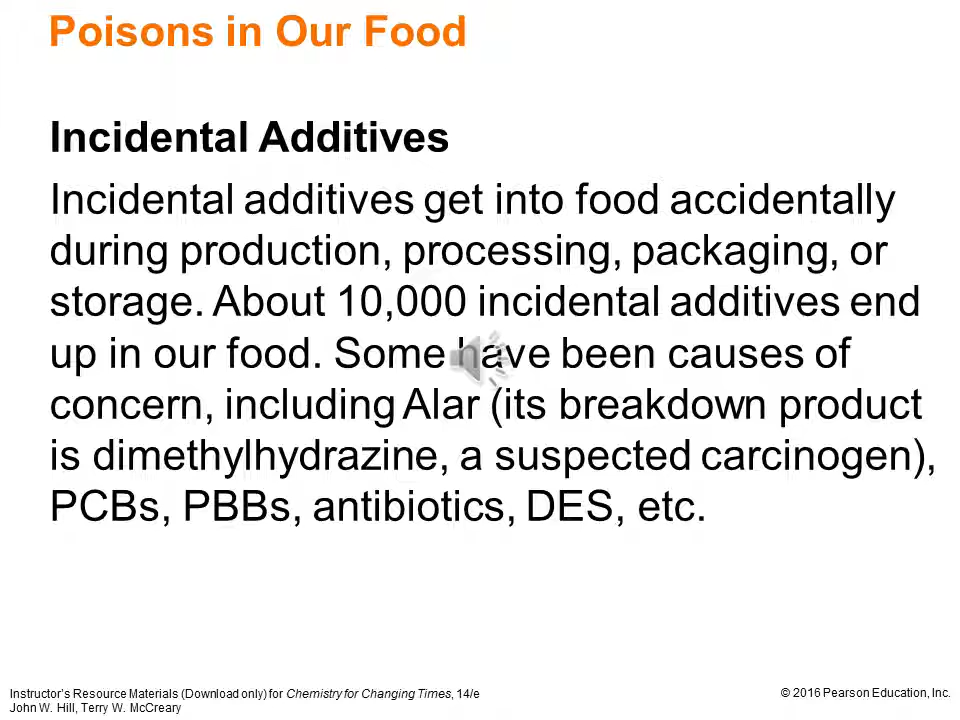 Poisons in Our Food
Incidental Additives
Incidental additives get into food accidentally
during production, processing, packaging, or
storage. About 10,000 incidental additives end
up in our food. Some have been causes of
concern, including Alar (its breakdown product
is dimethylhydrazine, a suspected carcinogen),
PCBs, PBBs, antibiotics, DES, etc.
Instructor's Resource Materials (Download only) for Chemistry for Changing Times, 14/e
John W. Hill, Terry W. McCreary
© 2016 Pearson Education, Inc.